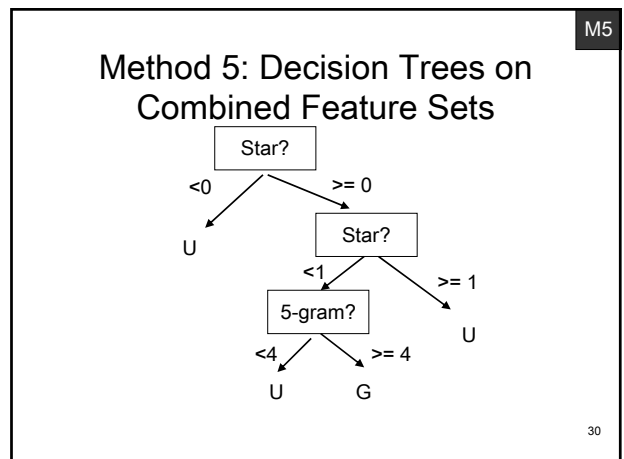 M5
Method 5: Decision Trees on
Combined Feature Sets
Star?
<0
>= 0
U
Star?
<1
>= 1
5-gram?
U
<4
>= 4
U
G
30